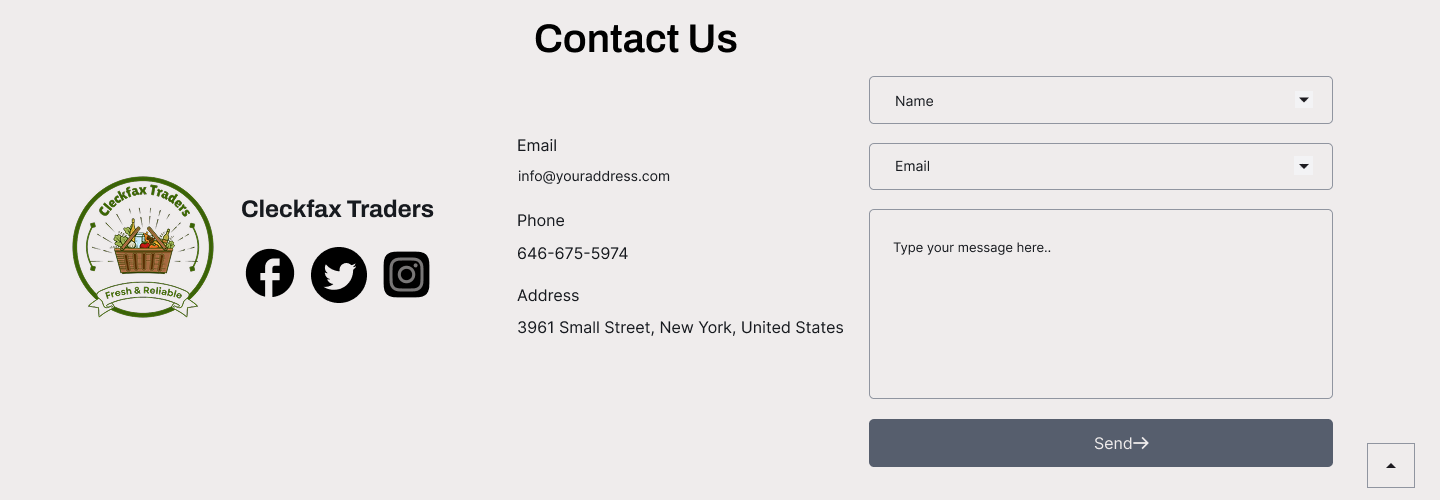 Contact Us
Cleckfax Traders
Fresh & Reliable
Cleckfax Traders
Email
info@youraddress.com
Phone
646-675-5974
Address
3961 Small Street, New York, United States
Name
Email
Type your message here..
Send